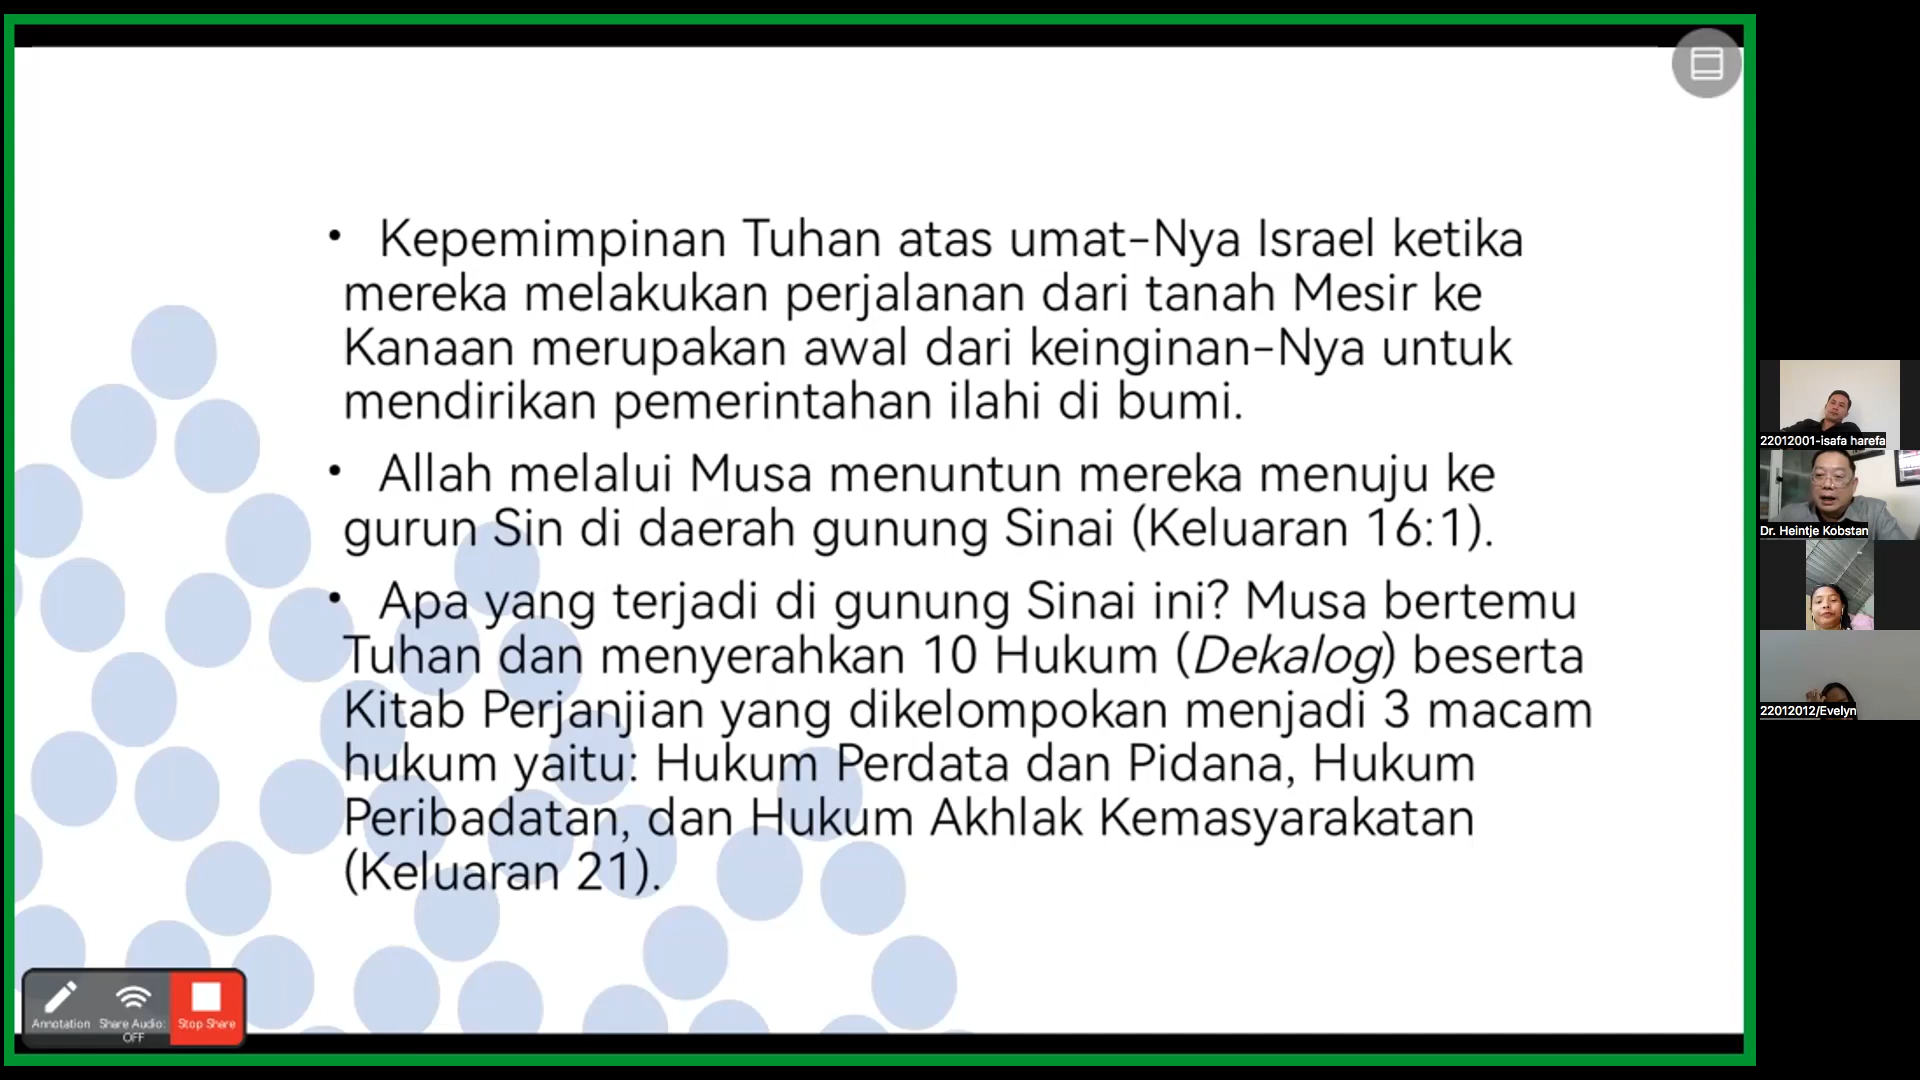 • Kepemimpinan Tuhan atas umat-Nya Israel ketika
mereka melakukan perjalanan dari tanah Mesir ke
Kanaan merupakan awal dari keinginan-Nya untuk
mendirikan pemerintahan ilahi di bumi.
• Allah melalui Musa menuntun mereka menuju ke
gurun Sin di daerah gunung Sinai (Keluaran 16:1).
• Apa yang terjadi di gunung Sinai ini? Musa bertemu
Tuhan dan menyerahkan 10 Hukum (Dekalog) beserta
Kitab Perjanjian yang dikelompokan menjadi 3 macam
hukum yaitu: Hukum Perdata dan Pidana, Hukum
Peribadatan, dan Hukum Akhlak Kemasyarakatan
(Keluaran 21).
Annotation
Share Audio:
OFF
Stop Share
22012001-isafa harefa
Dr. Heintje Kobstan
22012012/Evelyn